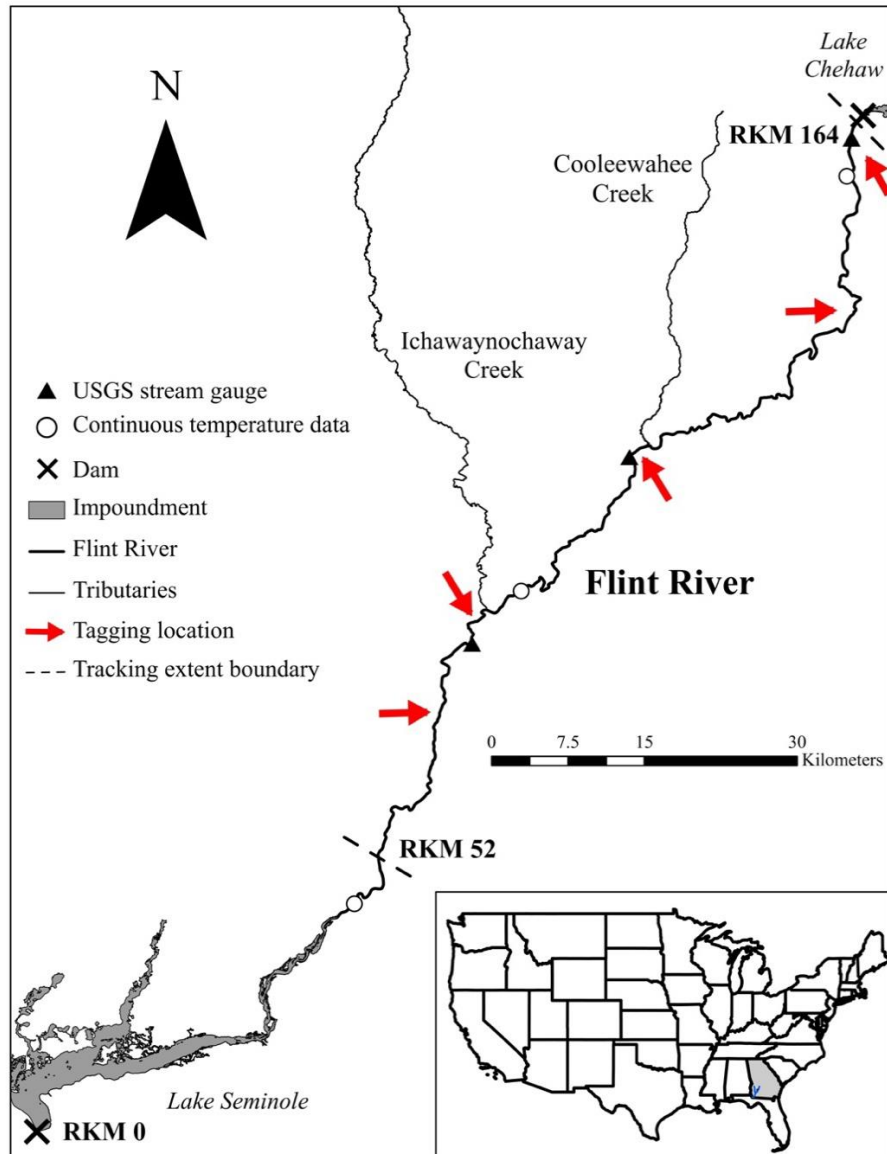 Lake
Chehaw
N
RKM 164
Cooleewahee
Creek
Ichawaynochaway
Creek
USGS stream gauge
Continuous temperature data
Dam
Impoundment
Flint River
Tributaries
Tagging location
Tracking extent boundary
Flint River
0 7.5 15 30
Kilometers
RKM 52
Lake Seminole
RKM 0